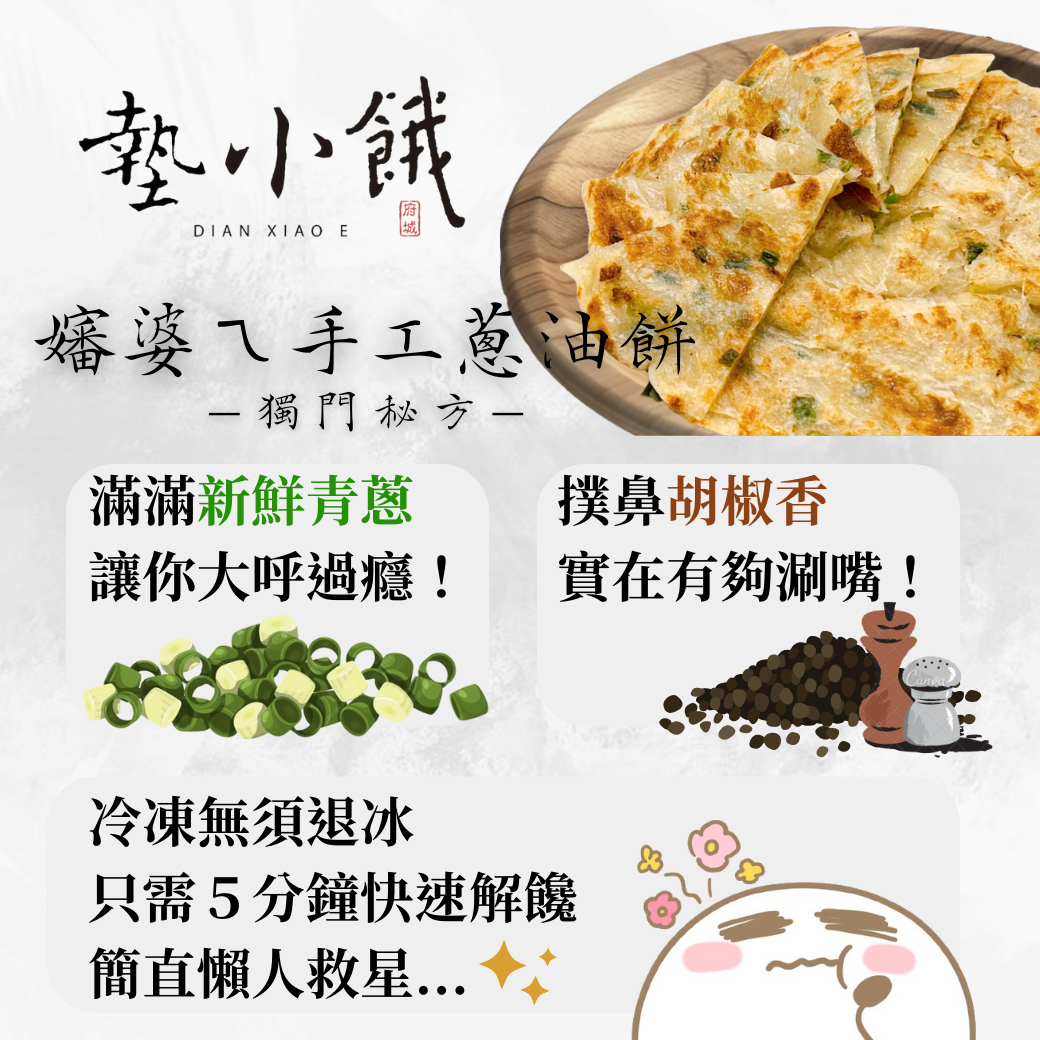 墊小餓
DIAN XIAO E
府城
嬸婆ㄟ手工蔥油餅
—獨門秘方—
滿滿新鮮青蔥
讓你大呼過癮！
撲鼻胡椒香
實在有夠涮嘴！
Canva
冷凍無須退冰
只需5分鐘快速解饞
簡直懶人救星...